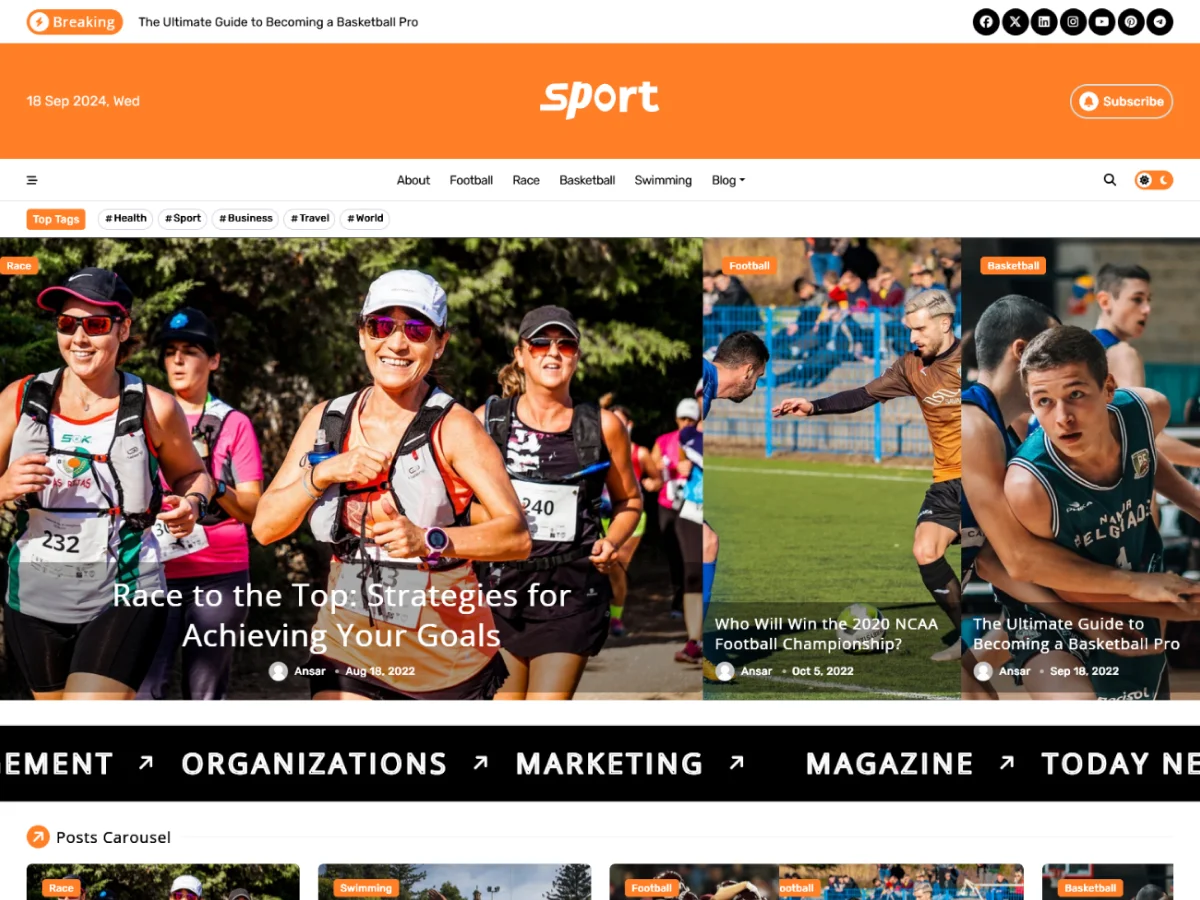 Breaking
The Ultimate Guide to Becoming a Basketball Pro
18 Sep 2024, Wed
sport
Subscribe
About
Football
Race
Basketball
Swimming
Blog
Top Tags
#Health
#Sport
#Business
#Travel
#World
Race
232
240
Race to the Top: Strategies for
Achieving Your Goals
Ansar
Aug 18, 2022
Football
Who Will Win the 2020 NCAA
Football Championship?
Ansar
Oct 5, 2022
Basketball
The Ultimate Guide to
Becoming a Basketball Pro
Ansar
Sep 18, 2022
EMENT
ORGANIZATIONS
MARKETING
MAGAZINE
TODAY NE
Posts Carousel
Race
Swimming
Football
ootball
Basketball